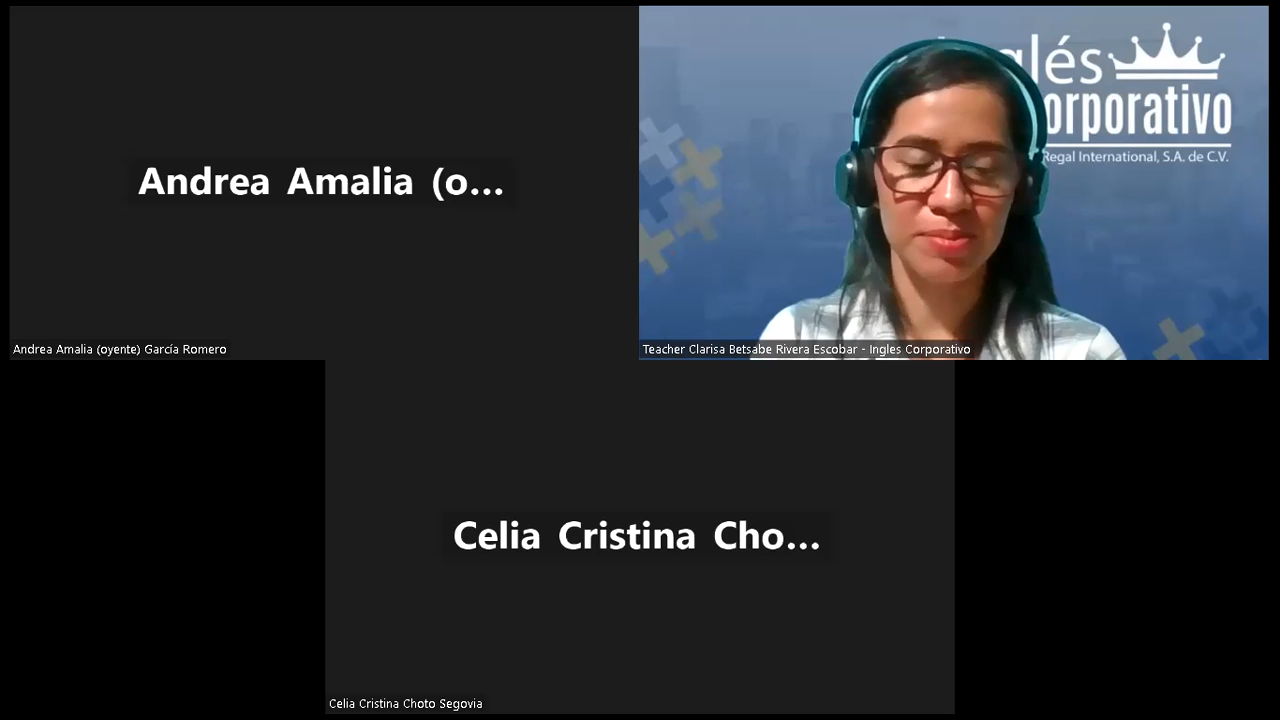 Andrea Amalia (o...
glés
orporativo
Regal International, S.A. de C.V.
Andrea Amalia (oyente) García Romero
Teacher Clarisa Betsabe Rivera Escobar - Ingles Corporativo
Celia Cristina Cho...
Celia Cristina Choto Segovia